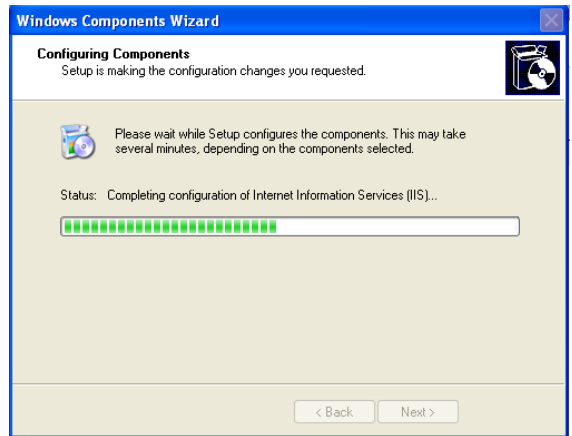 Windows Components Wizard
Configuring Components
Setup is making the configuration changes you requested.
Please wait while Setup configures the components. This may take
several minutes, depending on the components selected.
Status: Completing configuration of Internet Information Services (IIS)...
< Back Next >